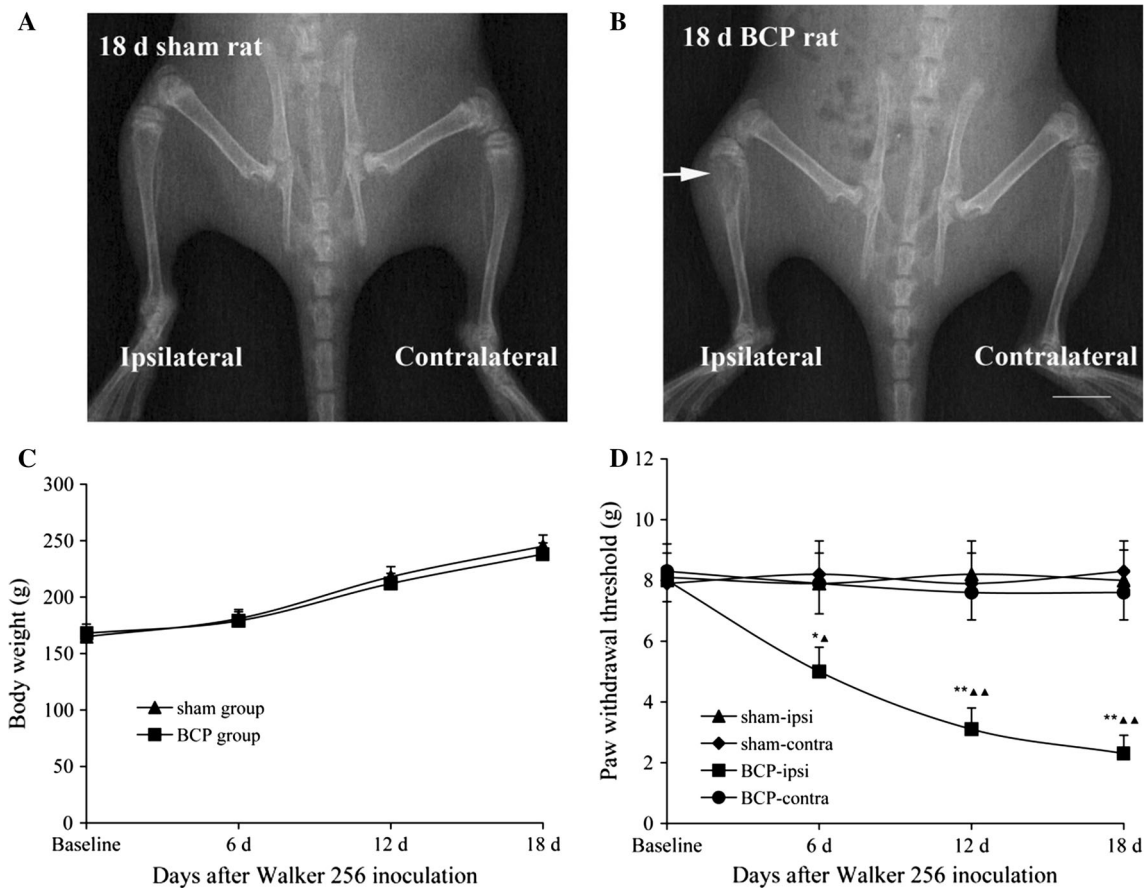 A
18 d sham rat
Ipsilateral
Contralateral
B
18 d BCP rat
Ipsilateral
Contralateral
C
300
250
200
150
100
50
0
Body weight (g)
sham group
BCP group
Baseline
6 d
12 d
18 d
Days after Walker 256 inoculation
D
12
10
8
6
4
2
0
Paw withdrawal threshold (g)
*▲
**▲▲
**▲▲
sham-ipsi
sham-contra
BCP-ipsi
BCP-contra
Baseline
6 d
12 d
18 d
Days after Walker 256 inoculation